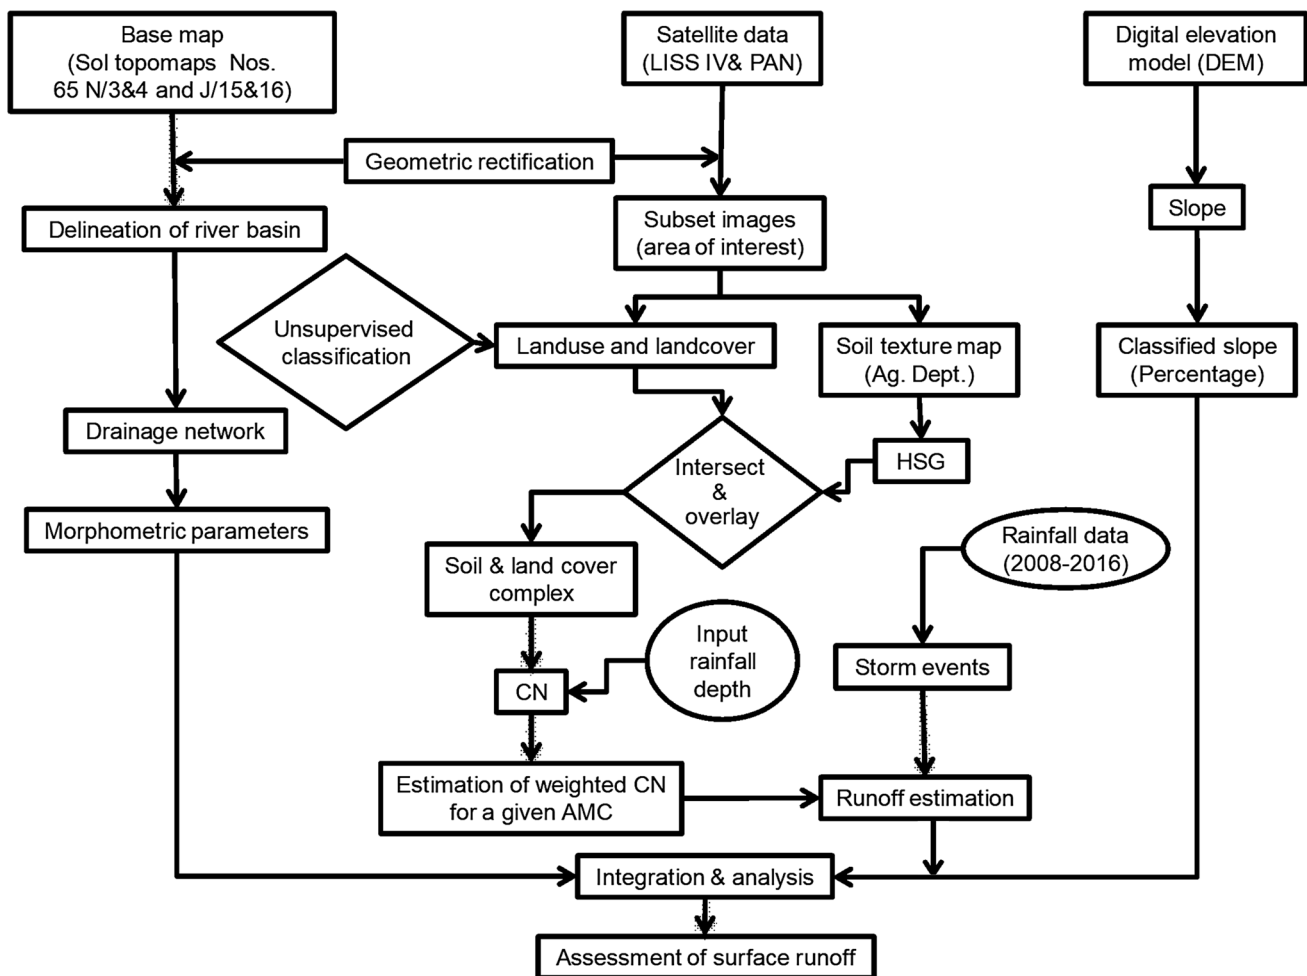 Base map
(Sol topomaps Nos.
65 N/3&4 and J/15&16)
Satellite data
(LISS IV& PAN)
Digital elevation
model (DEM)
Geometric rectification
Delineation of river basin
Subset images
(area of interest)
Slope
Unsupervised
classification
Landuse and landcover
Soil texture map
(Ag. Dept.)
Classified slope
(Percentage)
Drainage network
Intersect
&
overlay
HSG
Morphometric parameters
Soil & land cover
complex
Rainfall data
(2008-2016)
Input
rainfall
depth
Storm events
CN
Estimation of weighted CN
for a given AMC
Runoff estimation
Integration & analysis
Assessment of surface runoff